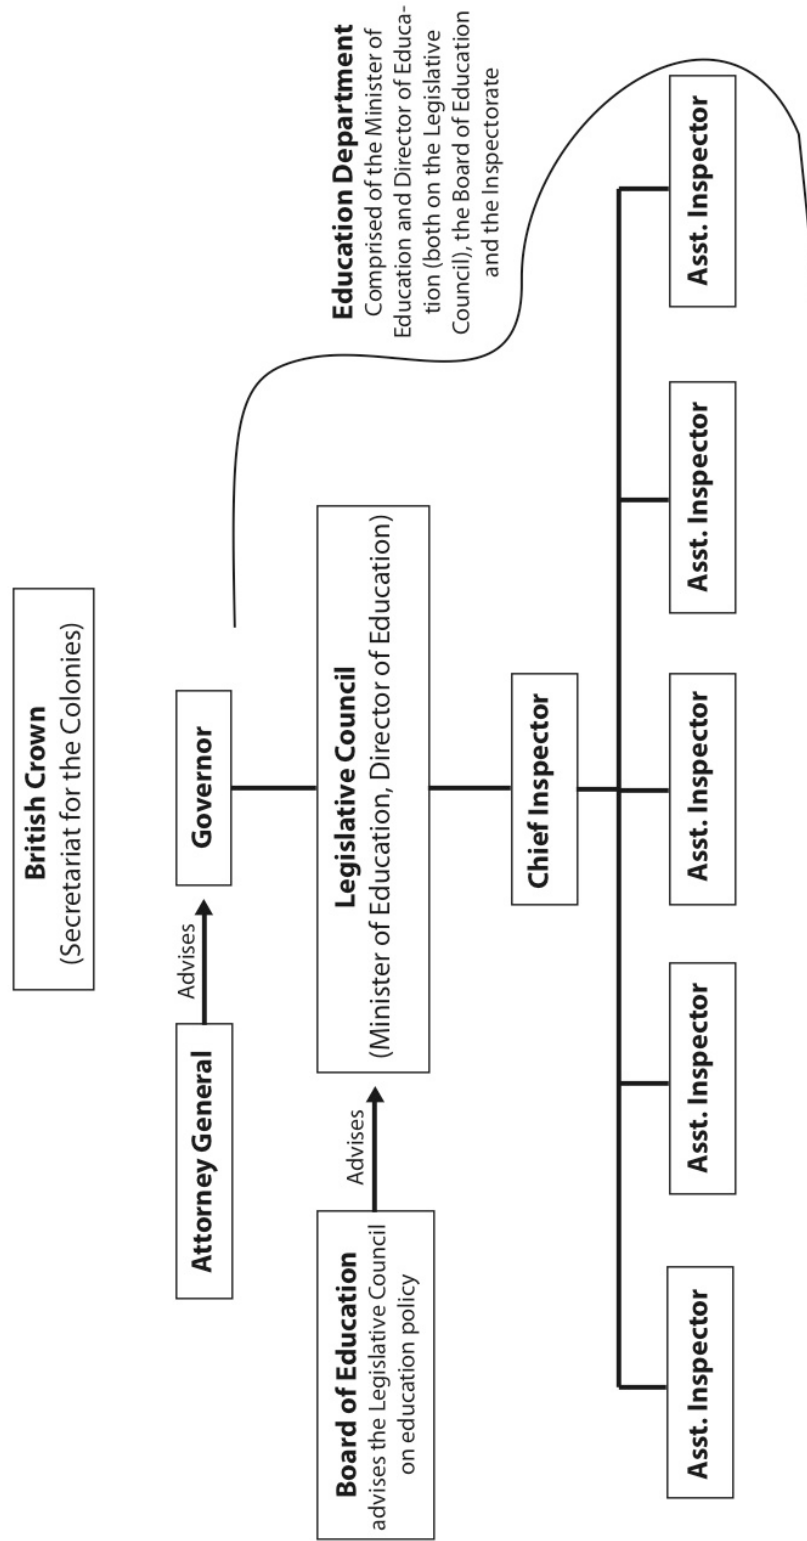 British Crown
(Secretariat for the Colonies)
Attorney General
Advises
Governor
Board of Education
advises the Legislative Council
on education policy
Advises
Legislative Council
(Minister of Education, Director of Education)
Education Department
Comprised of the Minister of
Education and Director of Educa-
tion (both on the Legislative
Council), the Board of Education
and the Inspectorate
Chief Inspector
Asst. Inspector
Asst. Inspector
Asst. Inspector
Asst. Inspector
Asst. Inspector